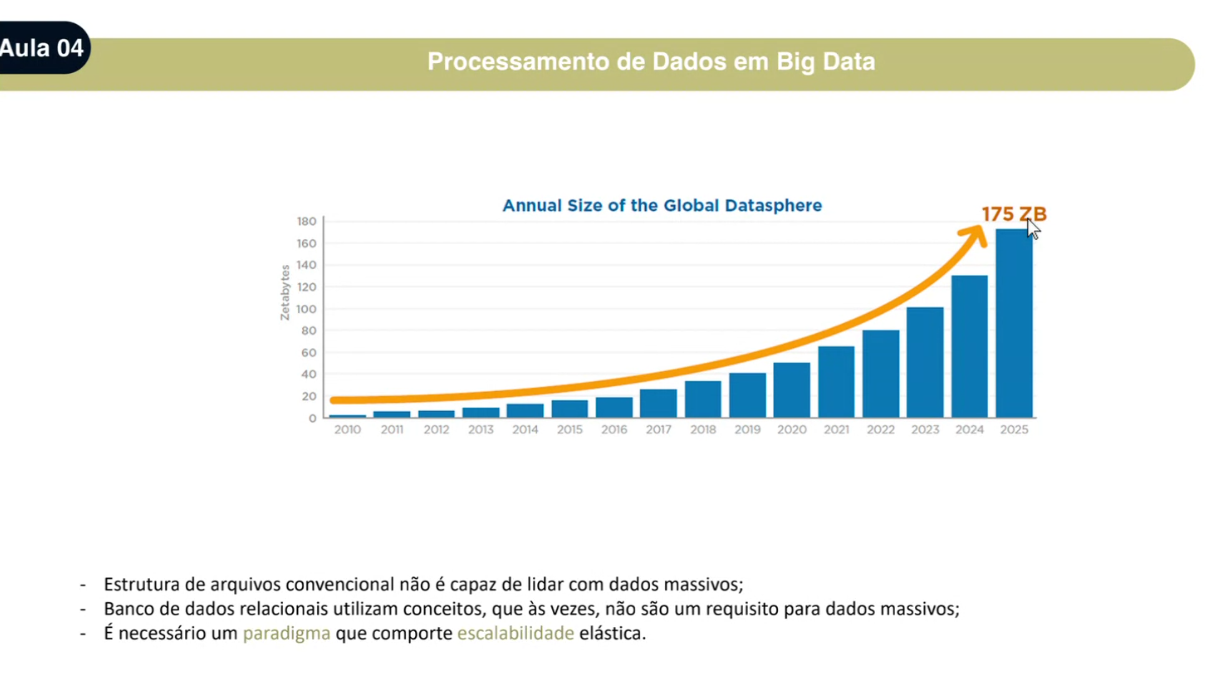 Aula 04
Processamento de Dados em Big Data
Annual Size of the Global Datasphere
175 ZB
Zetabytes
180
160
140
120
100
80
60
40
20
0
2010 2011 2012 2013 2014 2015 2016 2017 2018 2019 2020 2021 2022 2023 2024 2025
- Estrutura de arquivos convencional não é capaz de lidar com dados massivos;
- Banco de dados relacionais utilizam conceitos, que às vezes, não são um requisito para dados massivos;
- É necessário um paradigma que comporte escalabilidade elástica.